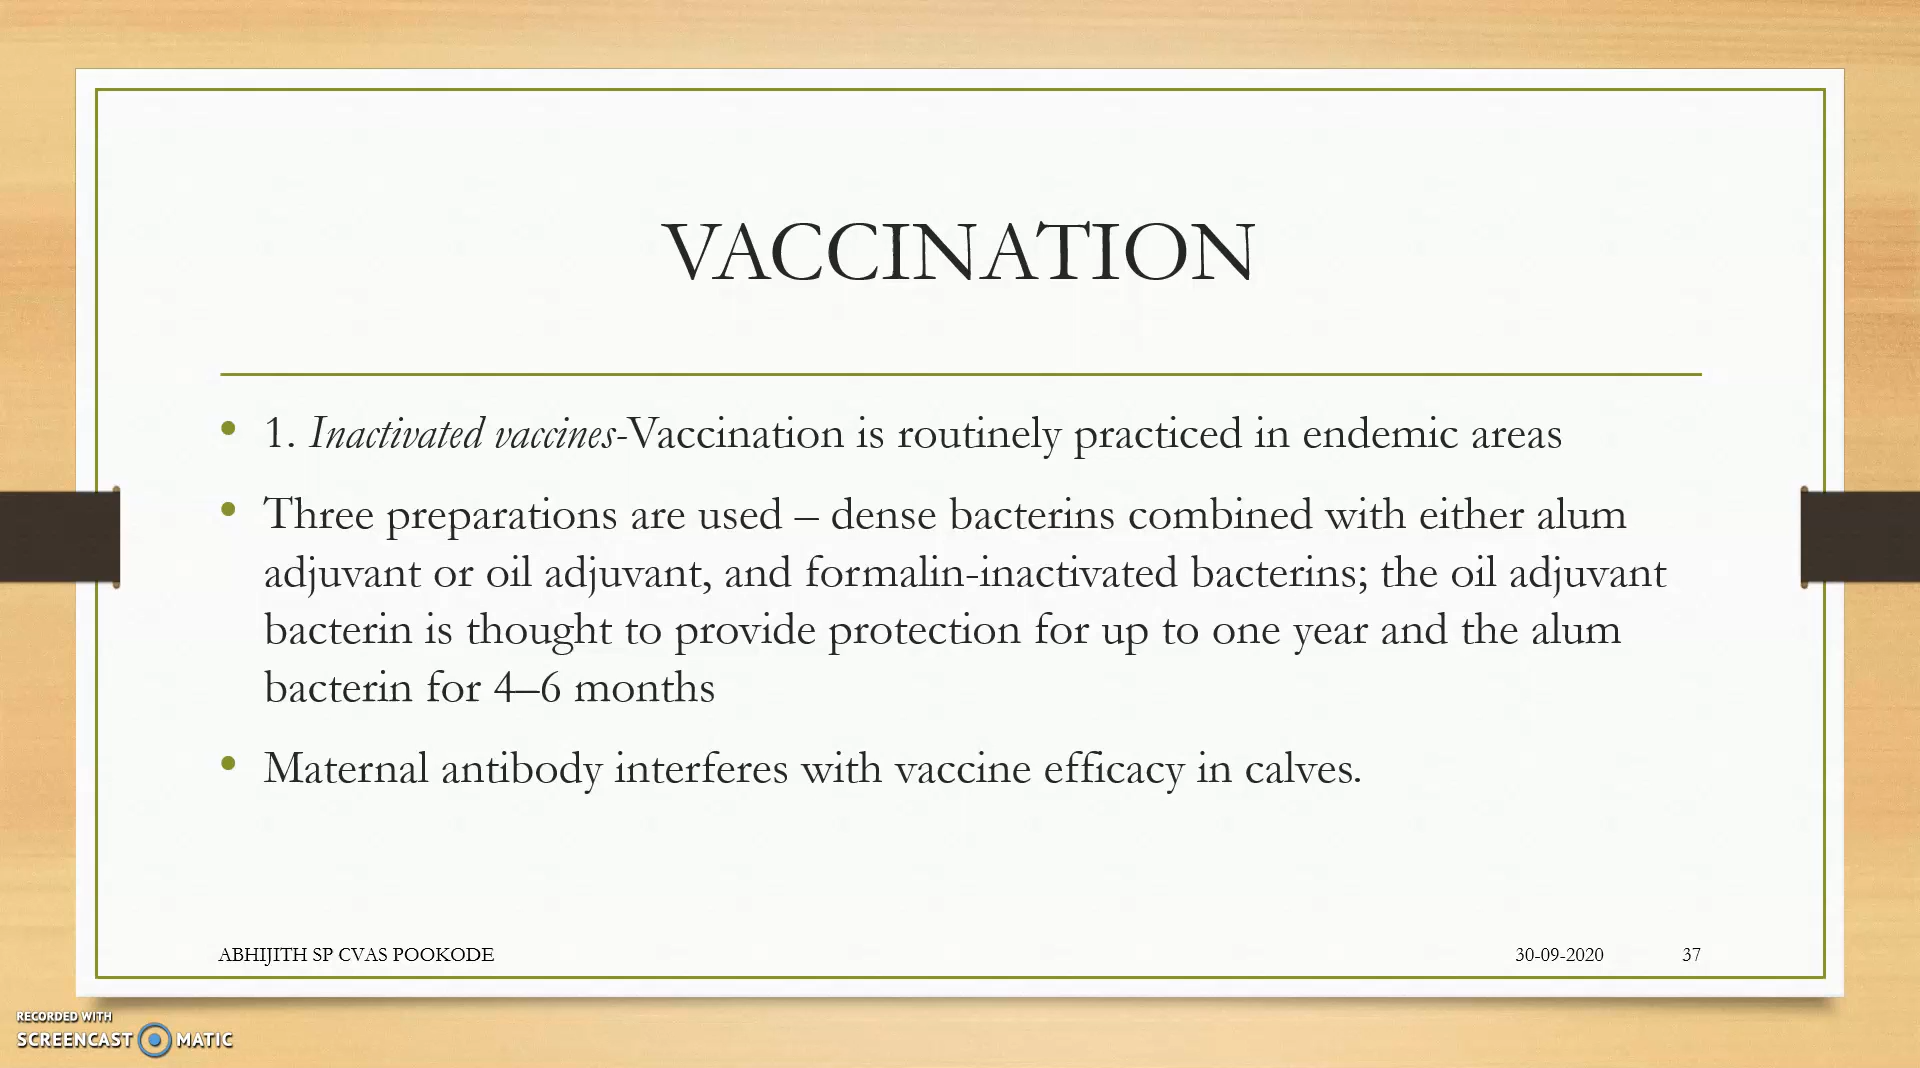 VACCINATION
• 1. Inactivated vaccines-Vaccination is routinely practiced in endemic areas
• Three preparations are used – dense bacterins combined with either alum
adjuvant or oil adjuvant, and formalin-inactivated bacterins; the oil adjuvant
bacterin is thought to provide protection for up to one year and the alum
bacterin for 4–6 months
• Maternal antibody interferes with vaccine efficacy in calves.
ABHIJITH SP CVAS POOKODE 30-09-2020 37
RECORDED WITH
SCREENCAST MATIC